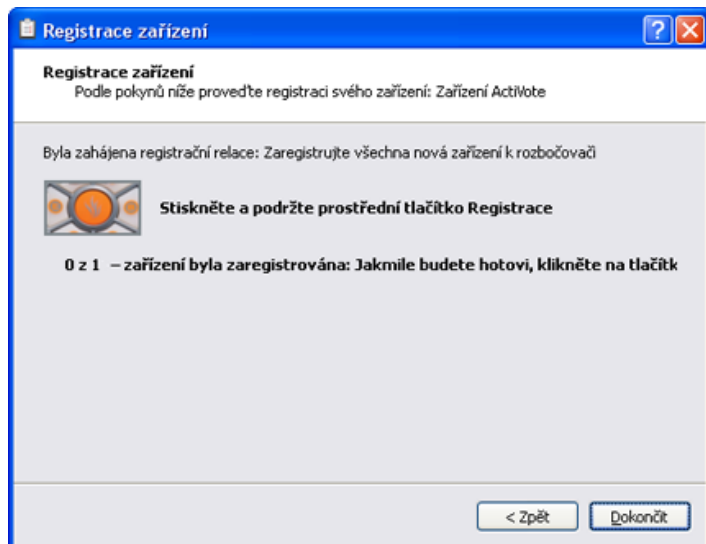 Registrace zařízení
Registrace zařízení
Podle pokynů níže proveďte registraci svého zařízení: Zařízení ActiVote
Byla zahájena registrační relace: Zaregistrujte všechna nová zařízení k rozbočovači
Stiskněte a podržte prostřední tlačítko Registrace
0 z 1 – zařízení byla zaregistrována: Jakmile budete hotovi, klikněte na tlačítk
< Zpět
Dokončit